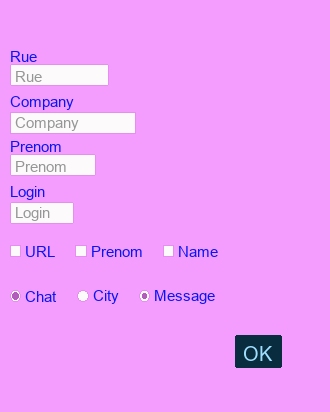 Rue
Rue
Company
Company
Prenom
Prenom
Login
Login
URL Prenom Name
Chat City Message
OK